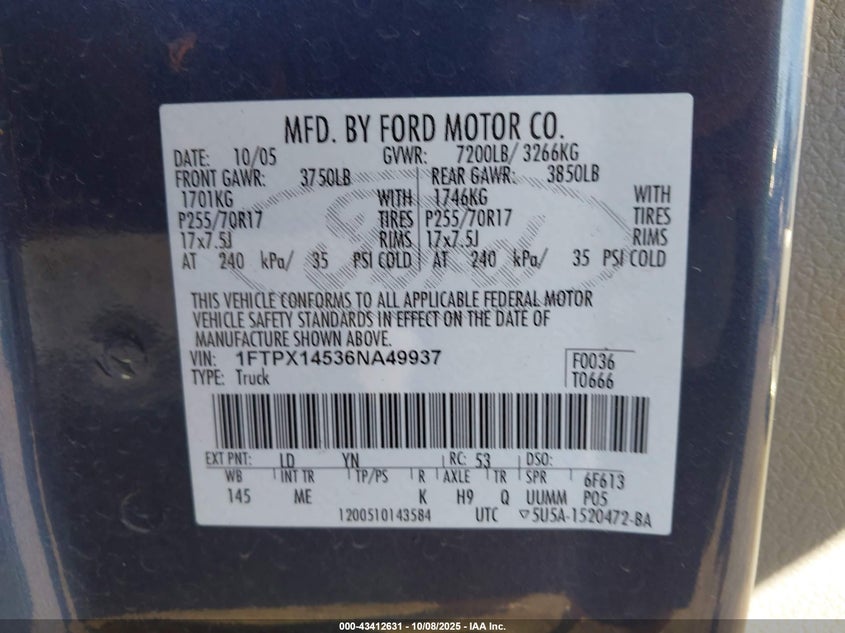 MFD. BY FORD MOTOR CO.
DATE: 10/05 GVWR: 7200LB/ 3266KG
FRONT GAWR: 3750LB REAR GAWR: 3850LB
1701KG WITH 1746KG WITH
P255/70R17 TIRES P255/70R17 TIRES
17x7.5J RIMS 17x7.5J RIMS
AT 240 kPa/ 35 PSI COLD AT 240 kPa/ 35 PSI COLD
THIS VEHICLE CONFORMS TO ALL APPLICABLE FEDERAL MOTOR
VEHICLE SAFETY STANDARDS IN EFFECT ON THE DATE OF
MANUFACTURE SHOWN ABOVE.
VIN: 1FTPX14536NA49937 F0036
TYPE: Truck T0666
EXT PNT: LD YN RC: 53 DSO:
WB INT TR TP/PS R AXLE TR SPR 6F613
145 ME K H9 Q UUMM P05
1200510143584 UTC ▽5U5A-1520472-BA
Ford
000-43412631 - 10/08/2025 - IAA Inc.